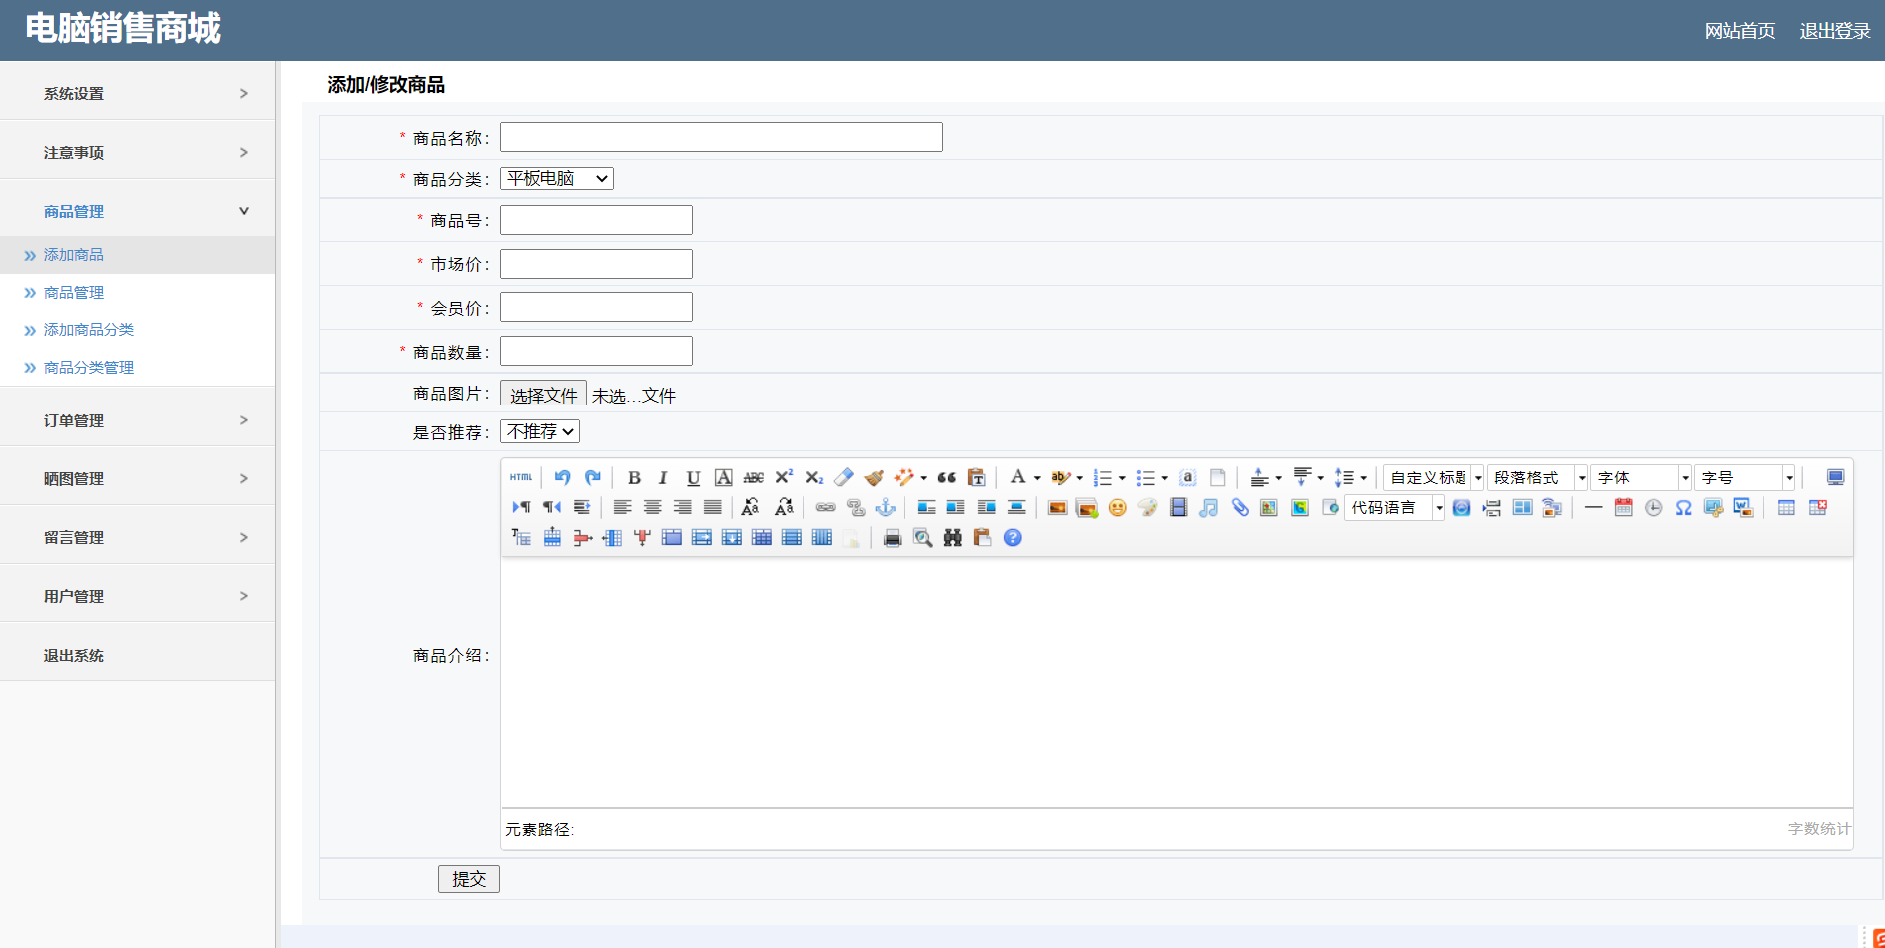 电脑销售商城
网站首页 退出登录
系统设置
注意事项
商品管理
添加商品
商品管理
添加商品分类
商品分类管理
订单管理
晒图管理
留言管理
用户管理
退出系统
添加/修改商品
* 商品名称：
* 商品分类： 平板电脑
* 商品号：
* 市场价：
* 会员价：
* 商品数量：
商品图片： 选择文件 未选...文件
是否推荐： 不推荐
HTML 自定义标题 段落格式 字体 字号
代码语言
商品介绍：
元素路径: 字数统计
提交